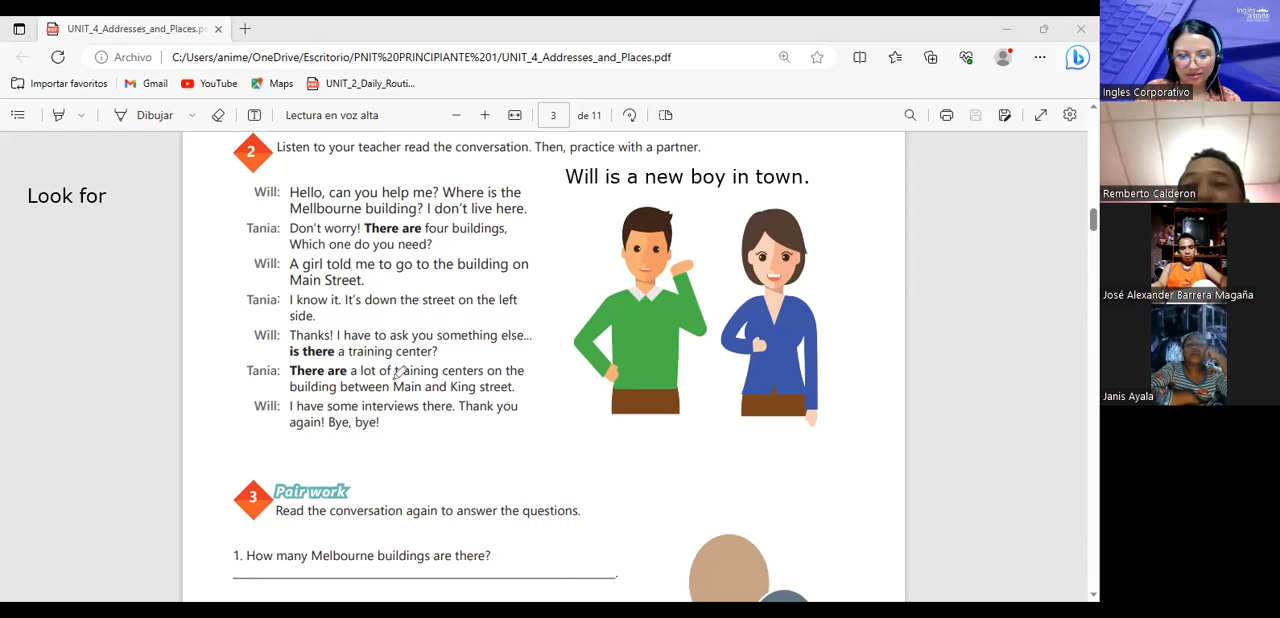 UNIT_4_Addresses_and_Places.pd
Archivo
C:/Users/anime/OneDrive/Escritorio/PNIT%20PRINCIPIANTE%201/UNIT_4_Addresses_and_Places.pdf
Importar favoritos
Gmail
YouTube
Maps
UNIT_2_Daily_Routi...
Dibujar
Lectura en voz alta
3
de 11
2
Listen to your teacher read the conversation. Then, practice with a partner.
Look for
Will is a new boy in town.
Will: Hello, can you help me? Where is the
Mellbourne building? I don't live here.
Tania: Don't worry! There are four buildings,
Which one do you need?
Will: A girl told me to go to the building on
Main Street.
Tania: I know it. It's down the street on the left
side.
Will: Thanks! I have to ask you something else...
is there a training center?
Tania: There are a lot of training centers on the
building between Main and King street.
Will: I have some interviews there. Thank you
again! Bye, bye!
3
Pair work
Read the conversation again to answer the questions.
1. How many Melbourne buildings are there?
Ingles Corporativo
Remberto Calderon
José Alexander Barrera Magaña
Janis Ayala